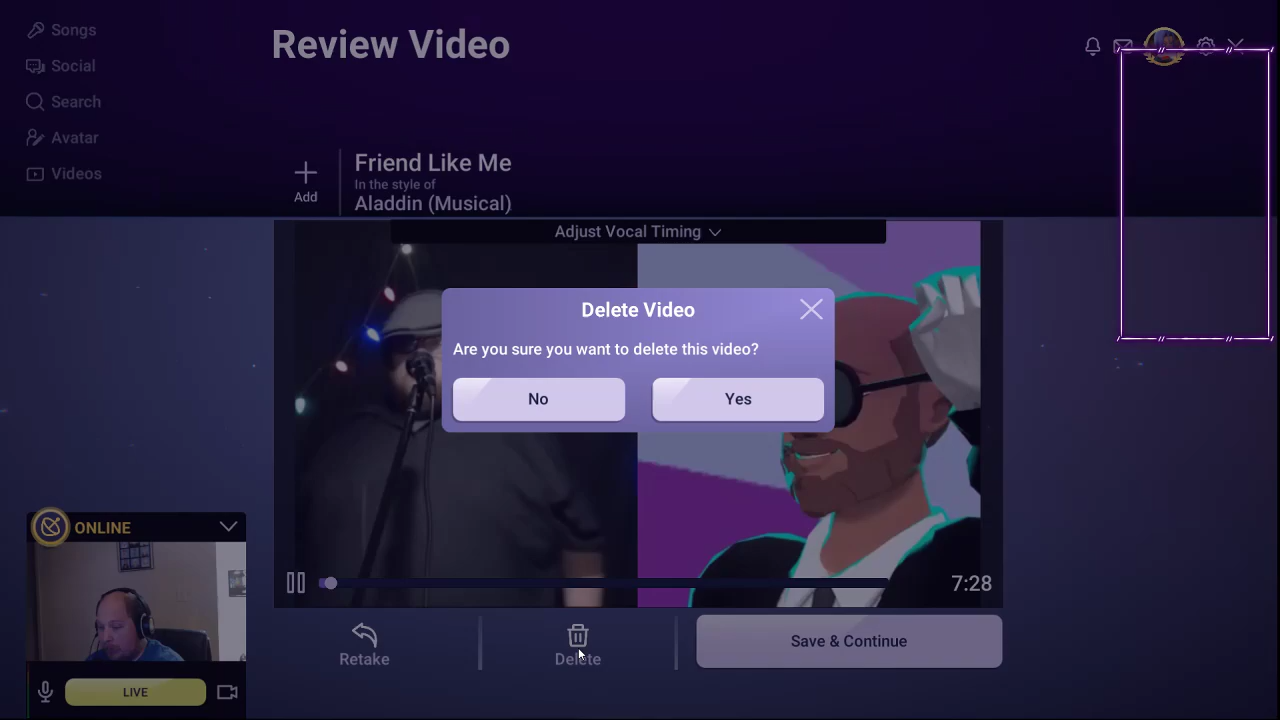 Songs
Social
Search
Avatar
Videos
Review Video
Add
Friend Like Me
In the style of
Aladdin (Musical)
Adjust Vocal Timing
Delete Video
Are you sure you want to delete this video?
No
Yes
7:28
Retake
Delete
Save & Continue
ONLINE
LIVE